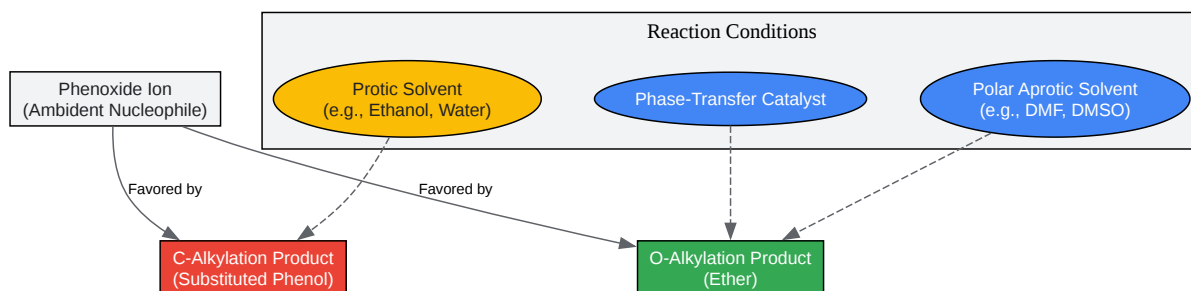 Reaction Conditions
Phenoxide Ion
(Ambident Nucleophile)
Protic Solvent
(e.g., Ethanol, Water)
Phase-Transfer Catalyst
Polar Aprotic Solvent
(e.g., DMF, DMSO)
Favored by
Favored by
C-Alkylation Product
(Substituted Phenol)
O-Alkylation Product
(Ether)